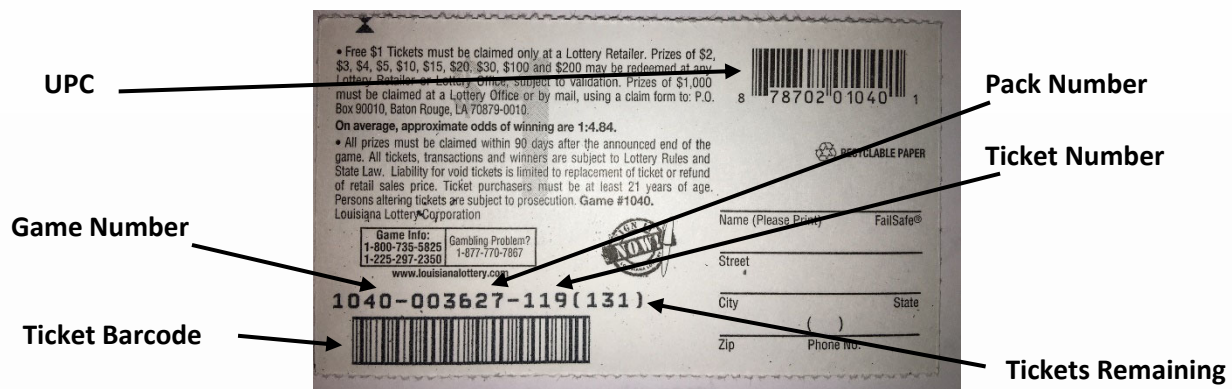 UPC
Pack Number
Ticket Number
Game Number
Ticket Barcode
Tickets Remaining
• Free $1 Tickets must be claimed only at a Lottery Retailer. Prizes of $2,
$3, $4, $5, $10, $15, $20, $30, $100 and $200 may be redeemed at any
Lottery Retailer or Lottery Office, subject to validation. Prizes of $1,000
must be claimed at a Lottery Office or by mail, using a claim form to: P.O.
Box 90010, Baton Rouge, LA 70879-0010.
On average, approximate odds of winning are 1:4.84.
• All prizes must be claimed within 90 days after the announced end of the
game. All tickets, transactions and winners are subject to Lottery Rules and
State Law. Liability for void tickets is limited to replacement of ticket or refund
of retail sales price. Ticket purchasers must be at least 21 years of age.
Persons altering tickets are subject to prosecution. Game #1040.
Louisiana Lottery Corporation
Game Info:
1-800-735-5825
1-225-297-2350
Gambling Problem?
1-877-770-7867
www.louisianalottery.com
SIGN IT
NOW!
1040-003627-119(131)
8 78702 01040 1
RECYCLABLE PAPER
Name (Please Print) FailSafe®
Street
City State
( )
Zip Phone No.